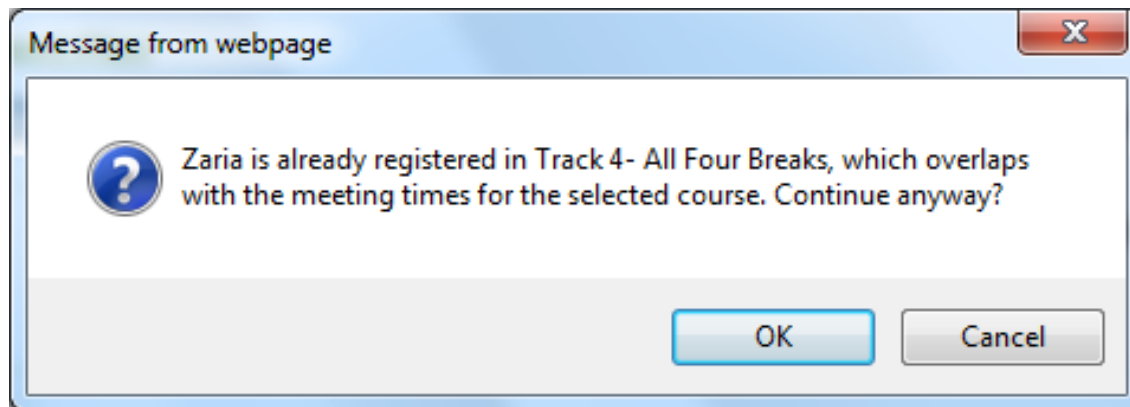 Message from webpage
Zaria is already registered in Track 4- All Four Breaks, which overlaps
with the meeting times for the selected course. Continue anyway?
OK
Cancel